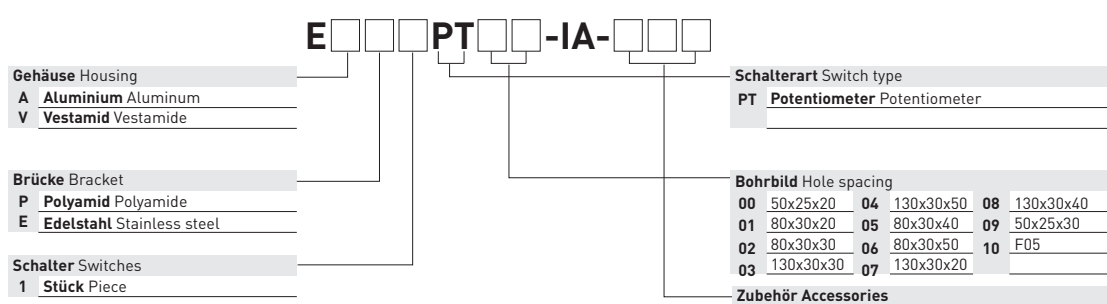 E□□□PT□□-IA-□□□
Gehäuse Housing
A Aluminium Aluminum
V Vestamid Vestamide
Brücke Bracket
P Polyamid Polyamide
E Edelstahl Stainless steel
Schalter Switches
1 Stück Piece
Schalterart Switch type
PT Potentiometer Potentiometer
Bohrbild Hole spacing
00 50x25x20 04 130x30x50 08 130x30x40
01 80x30x20 05 80x30x40 09 50x25x30
02 80x30x30 06 80x30x50 10 F05
03 130x30x30 07 130x30x20
Zubehör Accessories